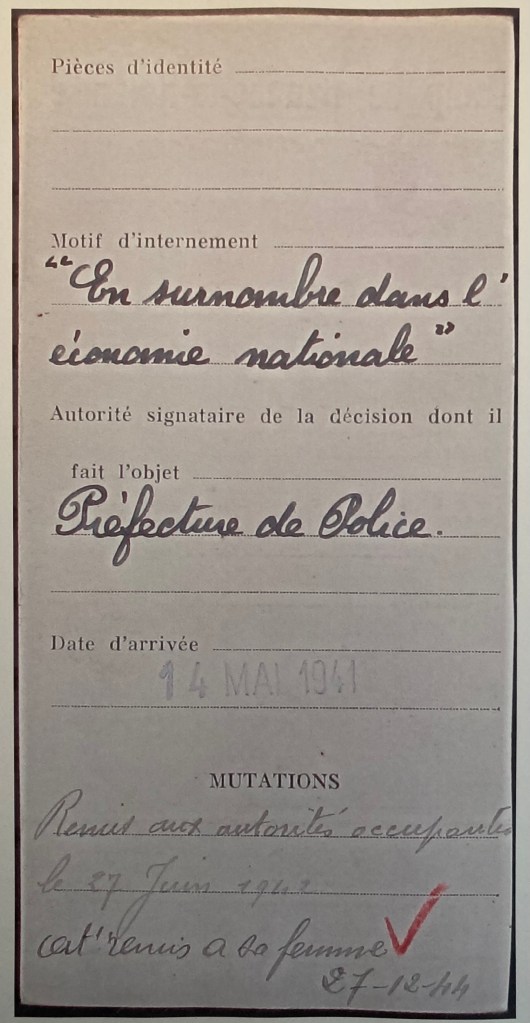 Pièces d'identité
Motif d'internement
"En surnombre dans l'
économie nationale"
Autorité signataire de la décision dont il
fait l'objet
Préfecture de Police.
Date d'arrivée
14 MAI 1941
MUTATIONS
Remis aux autorités occupantes
le 27 Juin 1942
cert' remis a sa femme
27-12-44